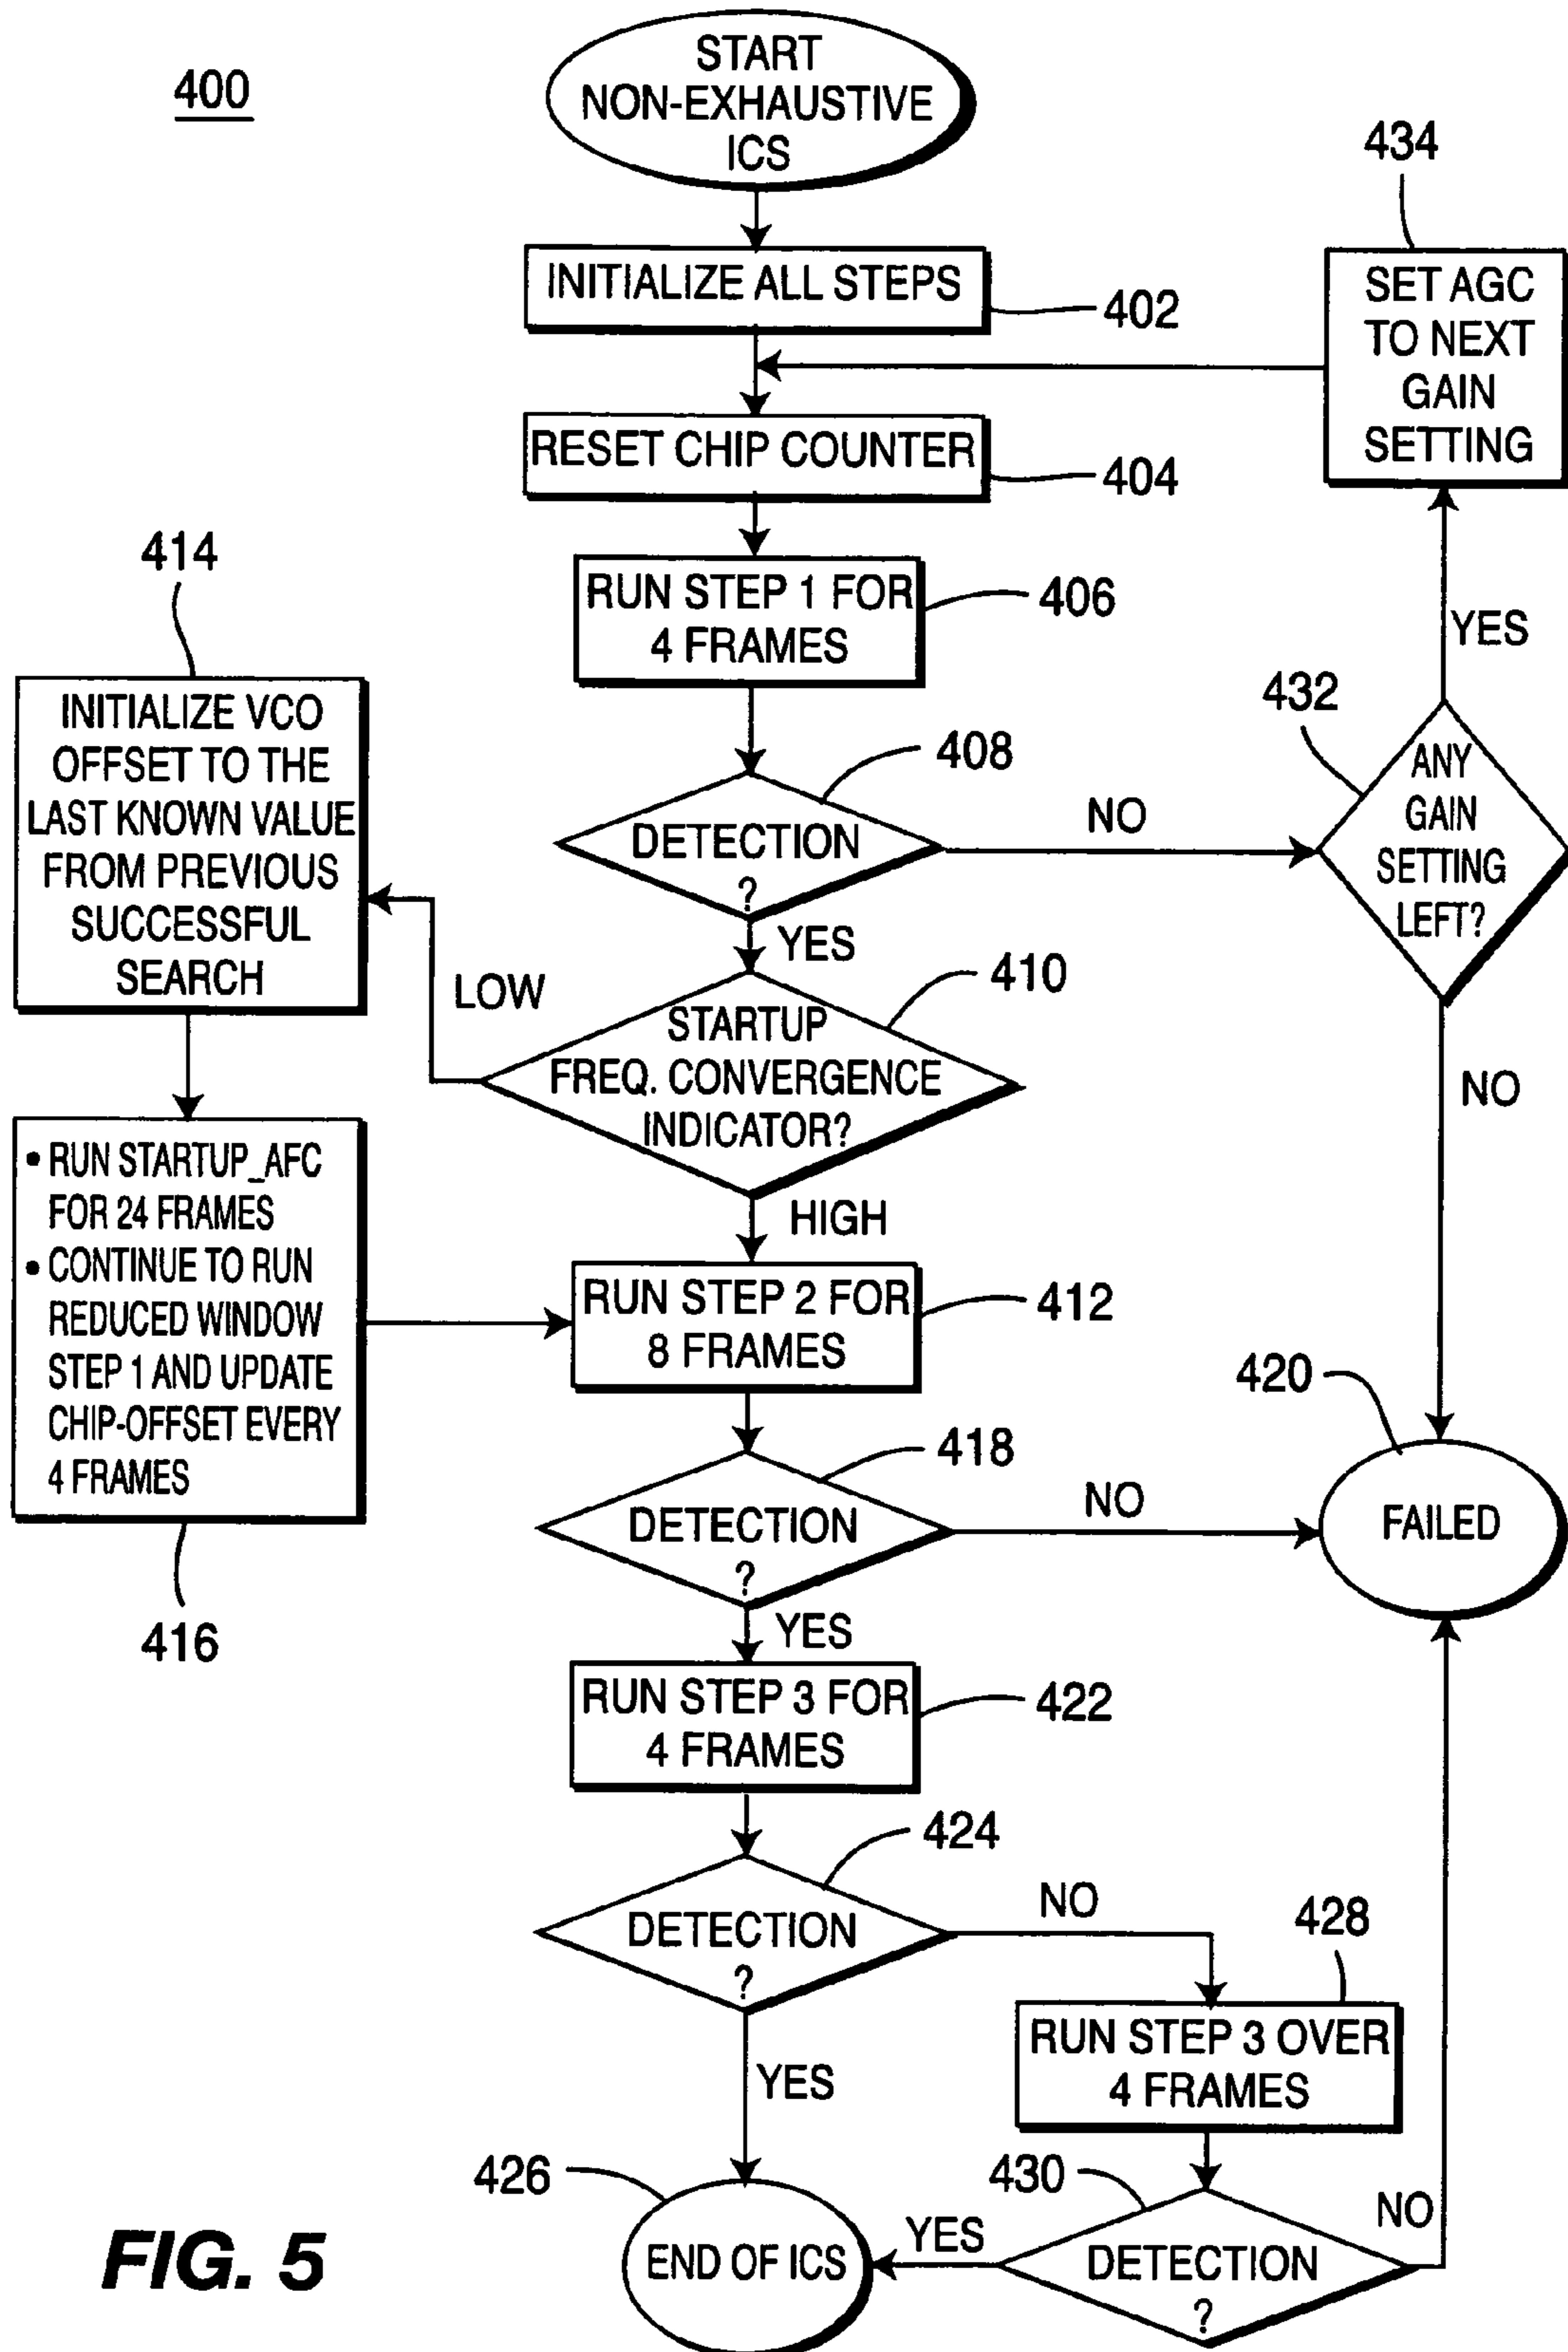 400
START
NON-EXHAUSTIVE
ICS
434
INITIALIZE ALL STEPS
402
SET AGC
TO NEXT
GAIN
SETTING
RESET CHIP COUNTER
404
414
RUN STEP 1 FOR
4 FRAMES
406
YES
INITIALIZE VCO
OFFSET TO THE
LAST KNOWN VALUE
FROM PREVIOUS
SUCCESSFUL
SEARCH
432
408
DETECTION
?
NO
ANY
GAIN
SETTING
LEFT?
YES
LOW
410
STARTUP
FREQ. CONVERGENCE
INDICATOR?
NO
HIGH
• RUN STARTUP_AFC
FOR 24 FRAMES
• CONTINUE TO RUN
REDUCED WINDOW
STEP 1 AND UPDATE
CHIP-OFFSET EVERY
4 FRAMES
416
RUN STEP 2 FOR
8 FRAMES
412
420
418
DETECTION
?
NO
FAILED
YES
RUN STEP 3 FOR
4 FRAMES
422
424
DETECTION
?
NO
428
RUN STEP 3 OVER
4 FRAMES
YES
426
430
NO
END OF ICS
YES
DETECTION
?
FIG. 5